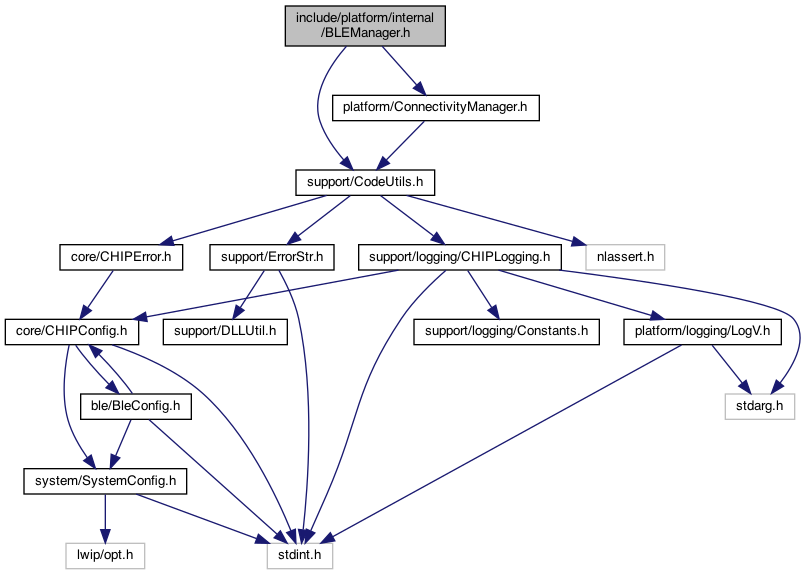 include/platform/internal
/BLEManager.h
platform/ConnectivityManager.h
support/CodeUtils.h
core/CHIPError.h
support/ErrorStr.h
support/logging/CHIPLogging.h
nlassert.h
core/CHIPConfig.h
support/DLLUtil.h
support/logging/Constants.h
platform/logging/LogV.h
ble/BleConfig.h
stdarg.h
system/SystemConfig.h
lwip/opt.h
stdint.h